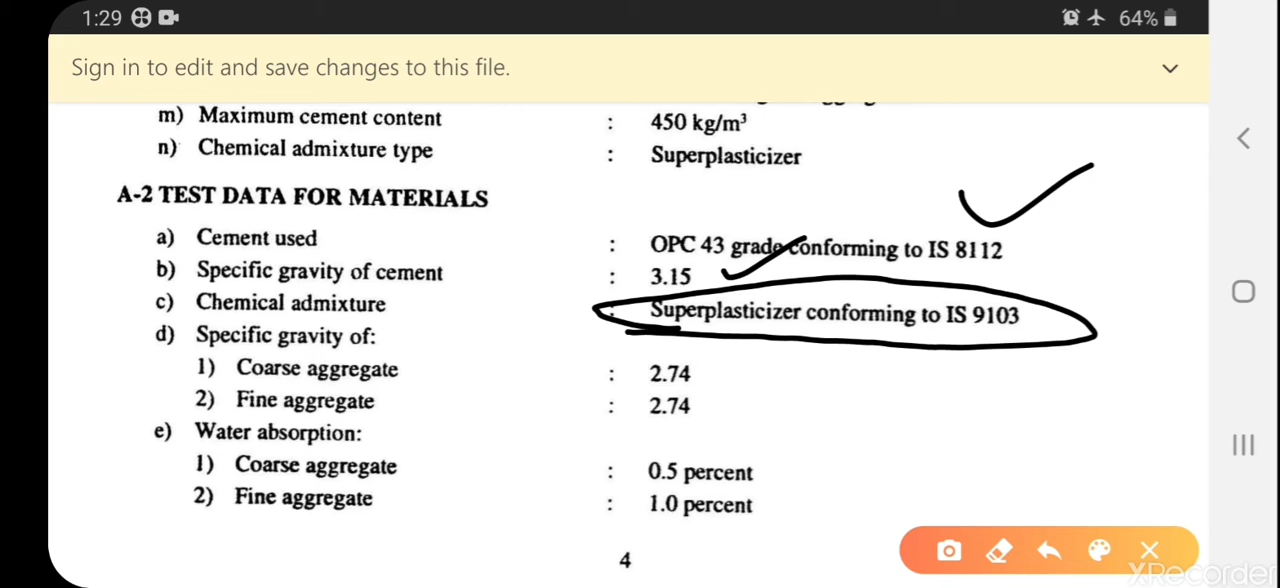 1:29 64%
Sign in to edit and save changes to this file.
m) Maximum cement content : 450 kg/m³
n) Chemical admixture type : Superplasticizer
A-2 TEST DATA FOR MATERIALS
a) Cement used : OPC 43 grade conforming to IS 8112
b) Specific gravity of cement : 3.15
c) Chemical admixture : Superplasticizer conforming to IS 9103
d) Specific gravity of:
1) Coarse aggregate : 2.74
2) Fine aggregate : 2.74
e) Water absorption:
1) Coarse aggregate : 0.5 percent
2) Fine aggregate : 1.0 percent
4
XRecorder